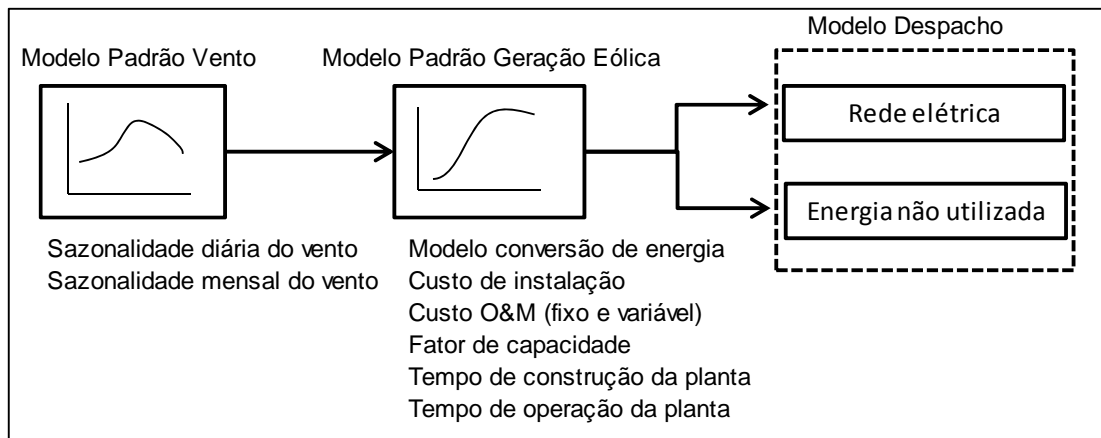 Modelo Despacho
Modelo Padrão Vento
Modelo Padrão Geração Eólica
Rede elétrica
Energia não utilizada
Sazonalidade diária do vento
Sazonalidade mensal do vento
Modelo conversão de energia
Custo de instalação
Custo O&M (fixo e variável)
Fator de capacidade
Tempo de construção da planta
Tempo de operação da planta